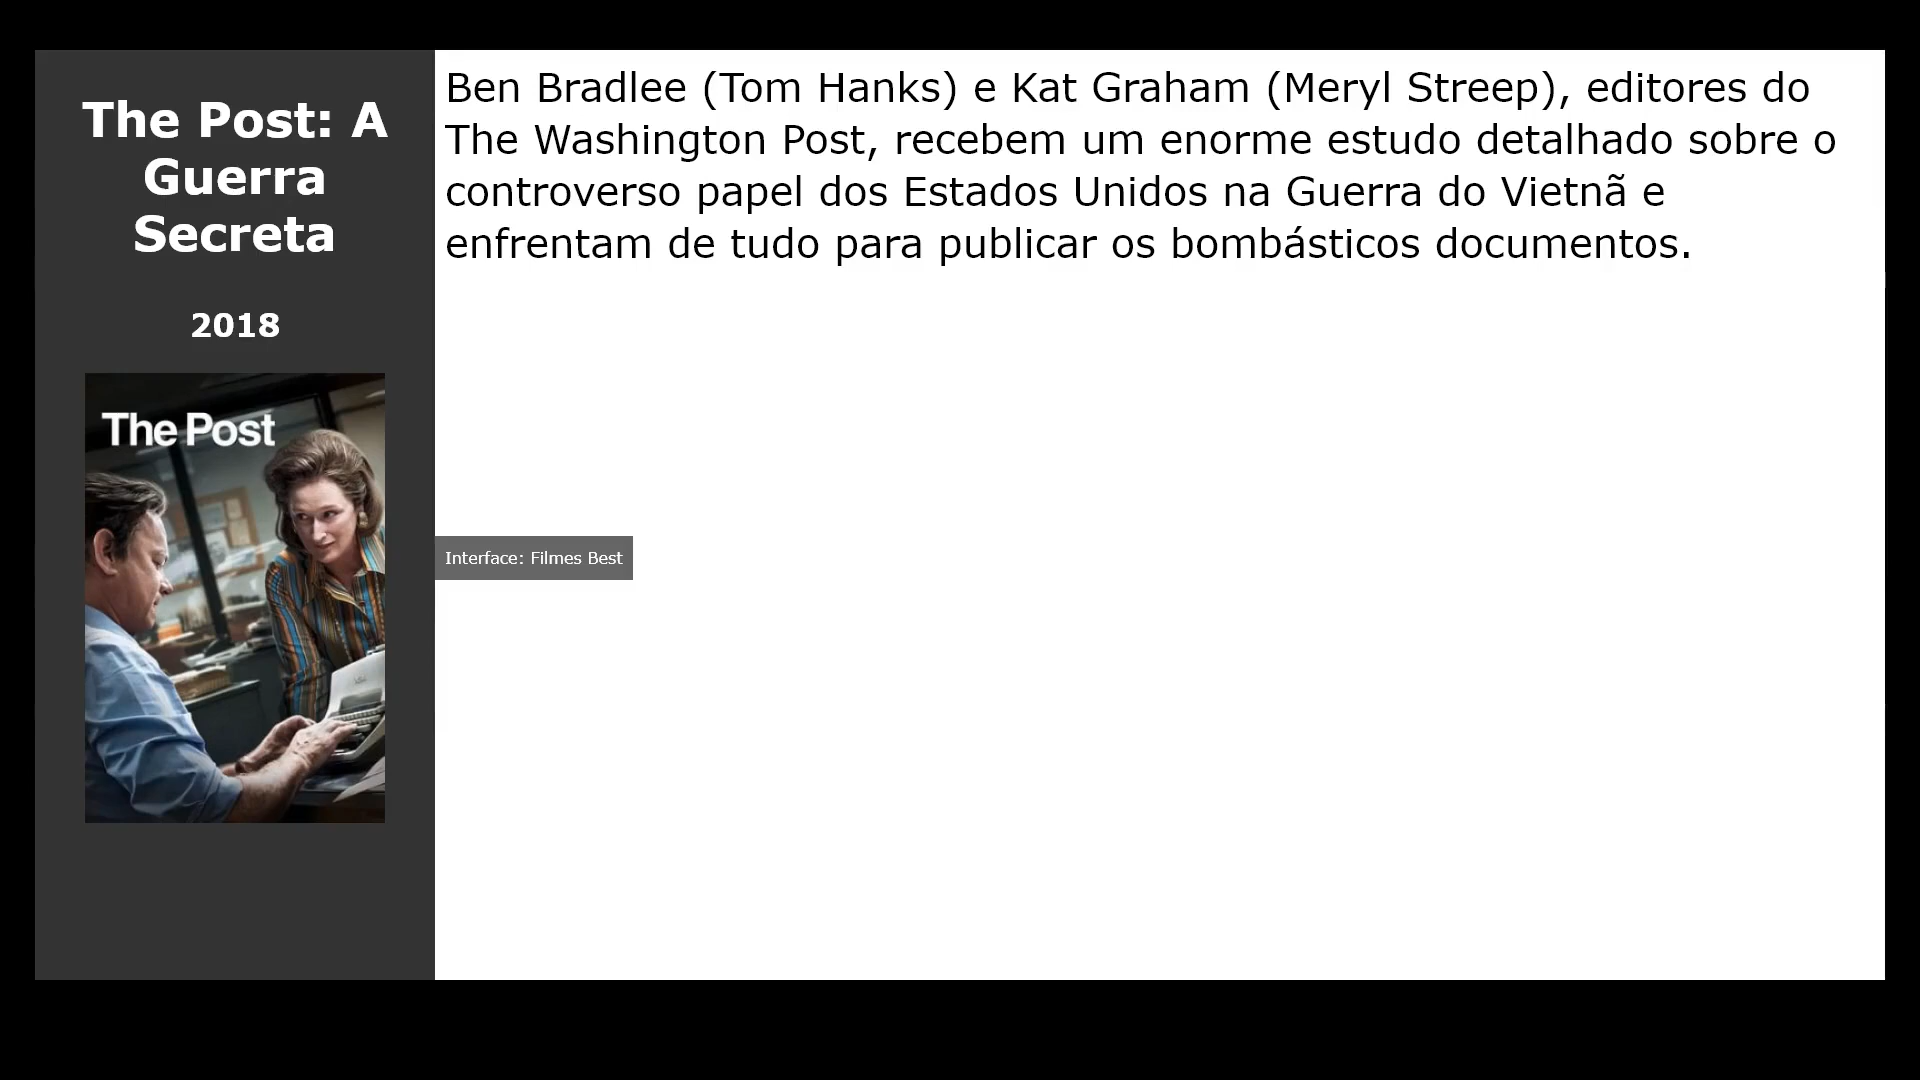 The Post: A
Guerra
Secreta
2018
The Post
Ben Bradlee (Tom Hanks) e Kat Graham (Meryl Streep), editores do
The Washington Post, recebem um enorme estudo detalhado sobre o
controverso papel dos Estados Unidos na Guerra do Vietnã e
enfrentam de tudo para publicar os bombásticos documentos.
Interface: Filmes Best